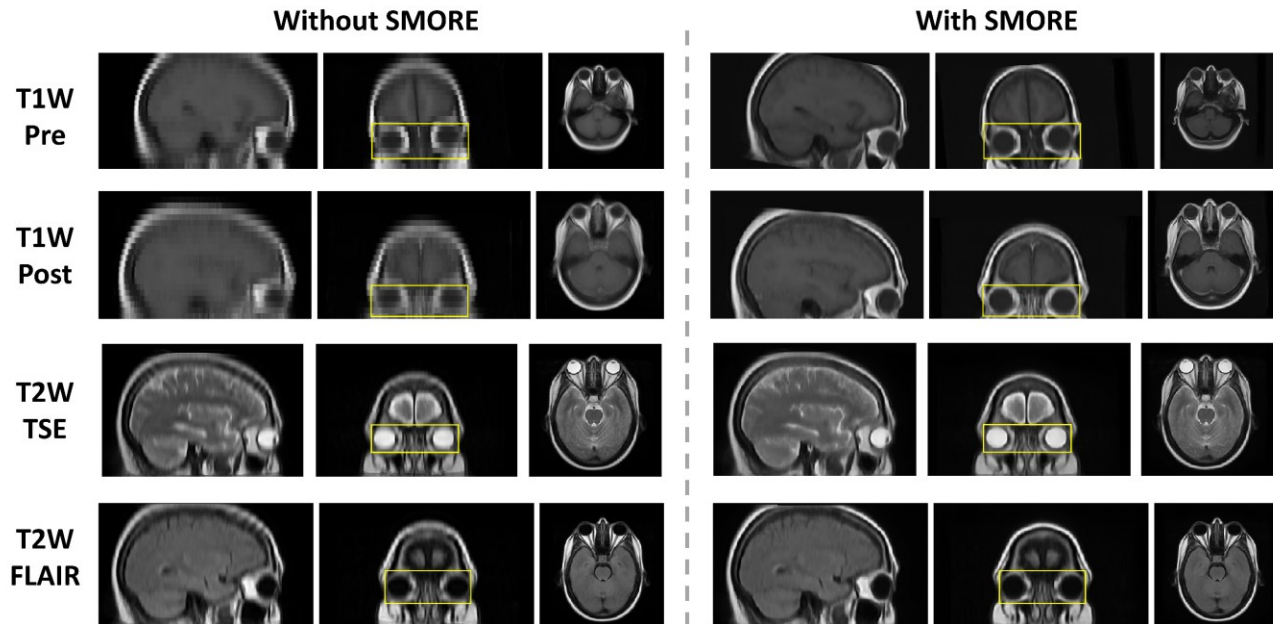 Without SMORE
With SMORE
T1W
Pre
T1W
Post
T2W
TSE
T2W
FLAIR